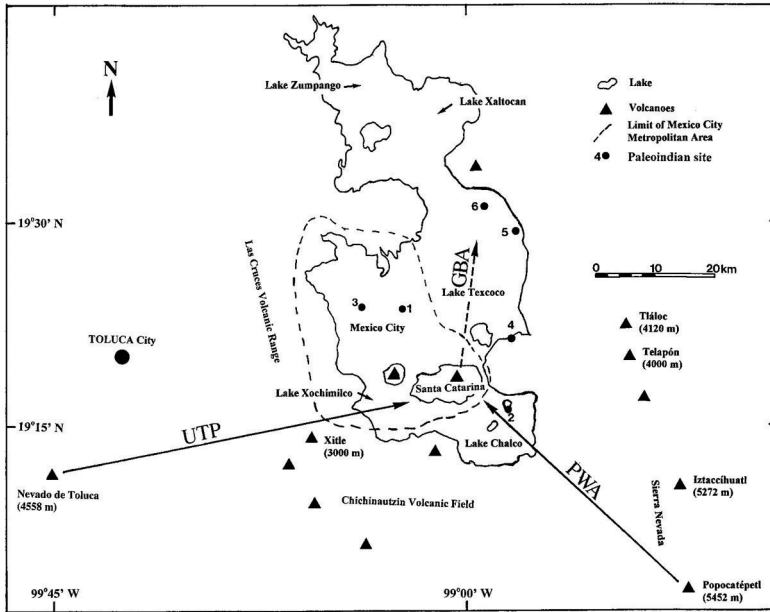 N
Lake Zumpango
Lake Xaltocan
Lake
Volcanoes
Limit of Mexico City
Metropolitan Area
4 Paleoindian site
6
5
19°30' N
GBA
Las Cruces Volcanic Range
0 10 20km
Lake Texcoco
3
1
Mexico City
Tláloc
(4120 m)
4
TOLUCA City
Telapón
(4000 m)
Santa Catarina
Lake Xochimilco
2
19°15' N
UTP
Xitle
(3000 m)
Lake Chalco
PWA
Nevado de Toluca
(4558 m)
Iztaccíhuatl
(5272 m)
Sierra Nevada
Chichinautzin Volcanic Field
99°45' W
99°00' W
Popocatépetl
(5452 m)